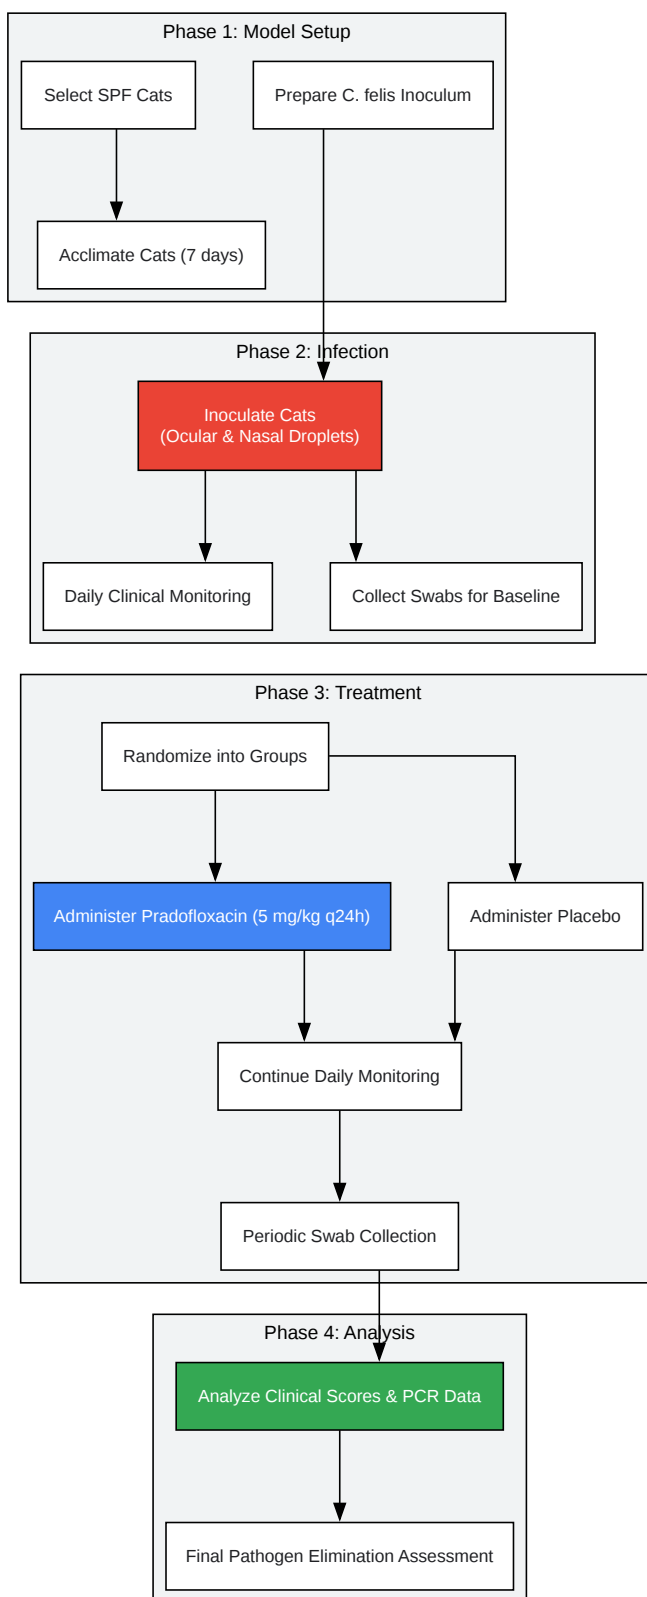 Phase 1: Model Setup
Select SPF Cats
Prepare C. felis Inoculum
Acclimate Cats (7 days)
Phase 2: Infection
Inoculate Cats
(Ocular & Nasal Droplets)
Daily Clinical Monitoring
Collect Swabs for Baseline
Phase 3: Treatment
Randomize into Groups
Administer Pradofloxacin (5 mg/kg q24h)
Administer Placebo
Continue Daily Monitoring
Periodic Swab Collection
Phase 4: Analysis
Analyze Clinical Scores & PCR Data
Final Pathogen Elimination Assessment